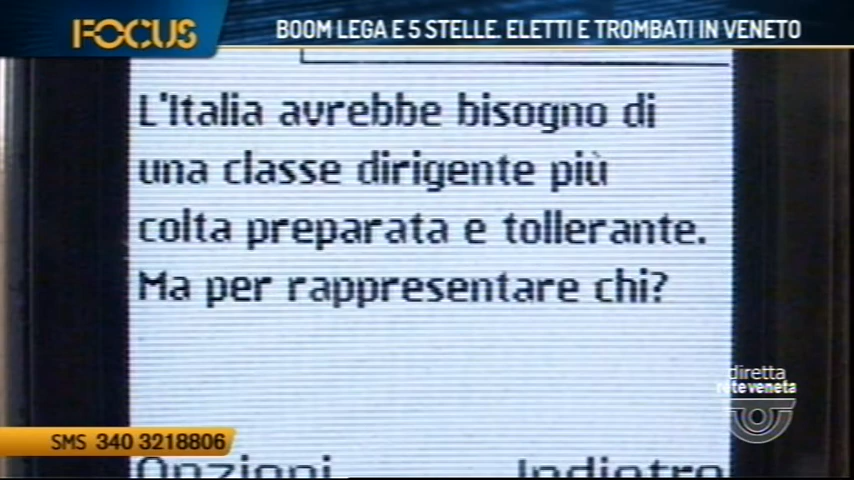 FOCUS
BOOM LEGA E 5 STELLE. ELETTI E TROMBATI IN VENETO
L'Italia avrebbe bisogno di
una classe dirigente più
colta preparata e tollerante.
Ma per rappresentare chi?
diretta
reteveneta
SMS 340 3218806
Opzioni Indietro